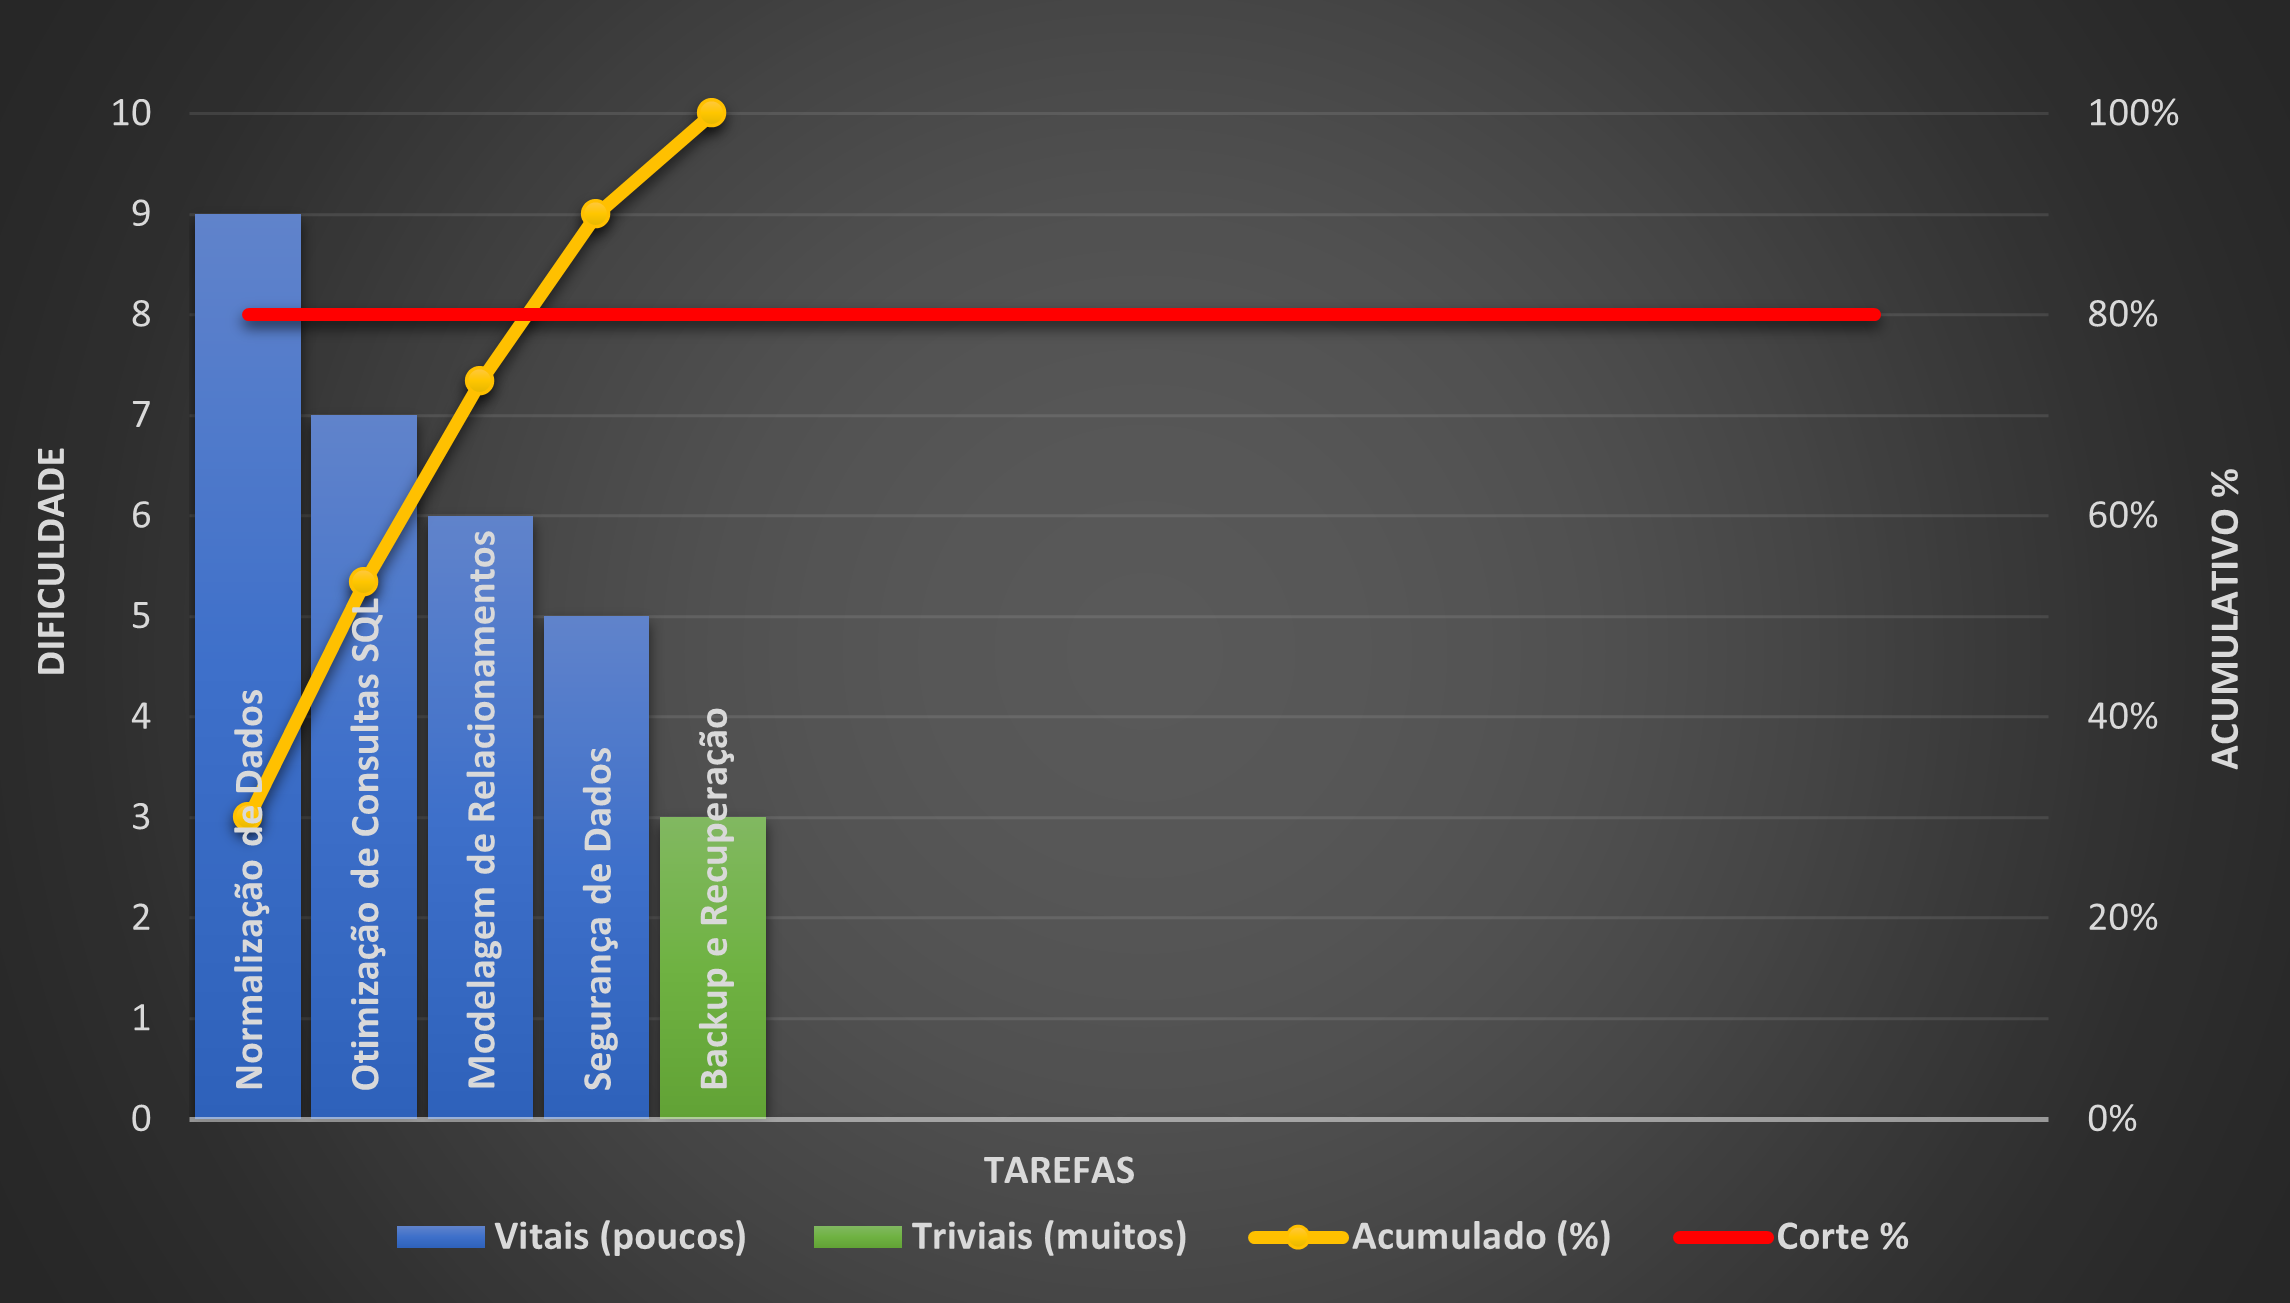 10
9
8
7
6
5
4
3
2
1
0
DIFICULDADE
Normalização de Dados
Otimização de Consultas SQL
Modelagem de Relacionamentos
Segurança de Dados
Backup e Recuperação
100%
80%
60%
40%
20%
0%
ACUMULATIVO %
TAREFAS
Vitais (poucos)
Triviais (muitos)
Acumulado (%)
Corte %